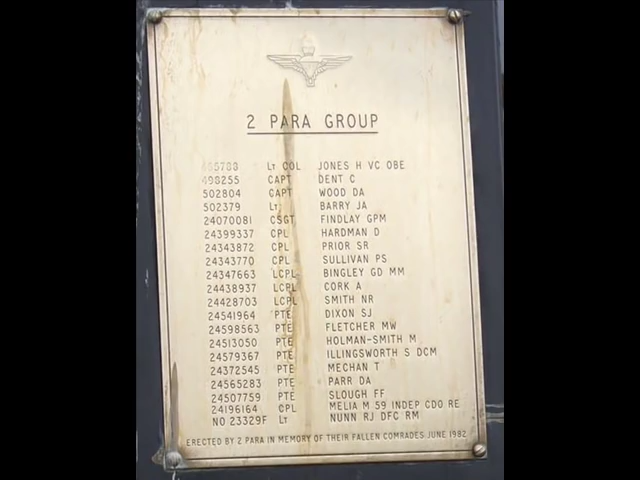 2 PARA GROUP
Lt COL JONES H VC OBE
498255 CAPT DENT C
502804 CAPT WOOD DA
502379 Lt BARRY JA
24070081 CSGT FINDLAY GPM
24399337 CPL HARDMAN D
24343872 CPL PRIOR SR
24343770 CPL SULLIVAN PS
24347663 LCPL BINGLEY GD MM
24438937 LCPL CORK A
24428703 LCPL SMITH NR
24541964 PTE DIXON SJ
24598563 PTE FLETCHER MW
24513050 PTE HOLMAN-SMITH M
24579367 PTE ILLINGSWORTH S DCM
24372545 PTE MECHAN T
24565283 PTE PARR DA
24507759 PTE SLOUGH FF
24196164 CPL MELIA M 59 INDEP CDO RE
NO 23329F Lt NUNN RJ DFC RM
ERECTED BY 2 PARA IN MEMORY OF THEIR FALLEN COMRADES JUNE 1982